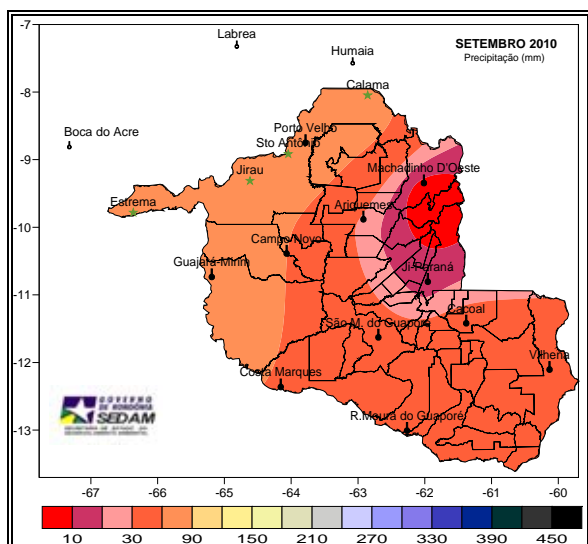 -7
-8
-9
-10
-11
-12
-13
Labrea
Humaia
SETEMBRO 2010
Precipitação (mm)
Calama
Boca do Acre
Porto Velho
Sto Antônio
Machadinho D'Oeste
Jirau
Estrema
Ariquemes
Campo Novo
Guajará-Mirim
Ji-Paraná
Cacoal
São M. do Guaporé
Vilhena
Costa Marques
R.Moura do Guaporé
GOVERNO
DE RONDÔNIA
SEDAM
-67 -66 -65 -64 -63 -62 -61 -60
10 30 90 150 210 270 330 390 450